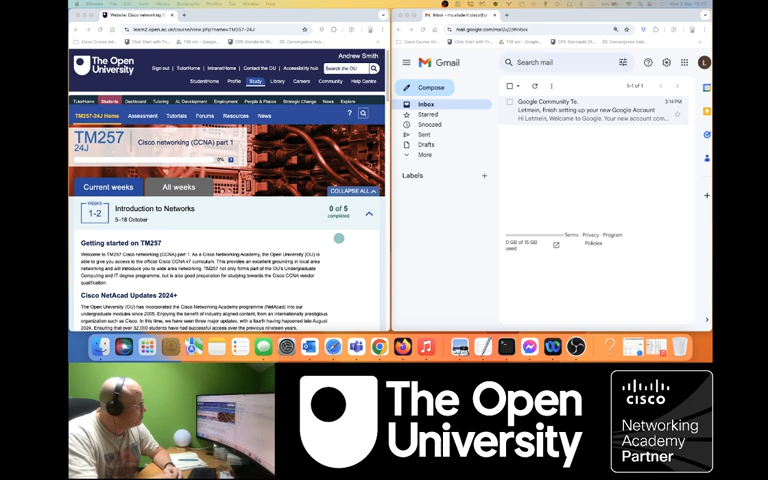 Welcome: Cisco networking (
learn2.open.ac.uk/course/view.php?name=TM257-24J
Andrew Smith
The Open
University
Sign out | TutorHome | Intranet | Contact the OU | Accessibility hub
Search the OU
StudentHome Profile Study Library Careers Community Help Centre
TutorHome Students Dashboard Tutoring AL Development Employment People & Places Strategic Change News Explore
TM257-24J Home Assessment Tutorials Forums Resources News
TM257
24J
Cisco networking (CCNA) part 1
0%
Current weeks All weeks
COLLAPSE ALL
WEEKS
1-2
Introduction to Networks
5–18 October
0 of 5
completed
Getting started on TM257
Welcome to TM257 Cisco networking (CCNA) part 1. As a Cisco Networking Academy, the Open University (OU) is
able to give you access to the official Cisco CCNA v7 curriculum. This provides an excellent grounding in local area
networking and will introduce you to wide area networking. TM257 not only forms part of the OU's Undergraduate
Computing and IT degree programme, but is also good preparation for studying towards the Cisco CCNA vendor
qualification.
Cisco NetAcad Updates 2024+
The Open University (OU) has incorporated the Cisco Networking Academy programme (NetAcad) into our
undergraduate modules since 2005. Enjoying the benefit of industry aligned content, from an internationally prestigious
organisation such as Cisco. In this time, we have seen three major updates, with a fourth having happened late August
2024. Ensuring that over 32,000 students have had successful access over the previous nineteen years.
mail.google.com/mail/u/0/#inbox
Gmail
Search mail
L
Compose
Inbox
Starred
Snoozed
Sent
Drafts
More
Labels
1–1 of 1
Google Community Te.
3:14 PM
Letmein, finish setting up your new Google Account
Hi Letmein, Welcome to Google. Your new account com...
0 GB of 15 GB
used
Terms · Privacy · Program
Policies
The Open
University
CISCO
Networking
Academy
Partner